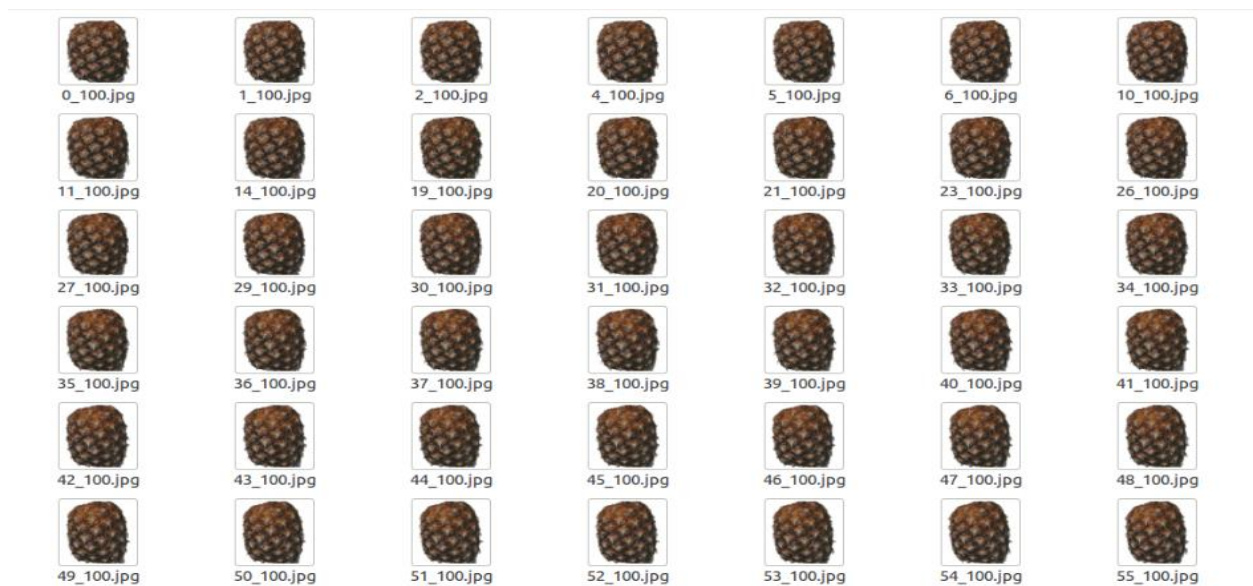 0_100.jpg 1_100.jpg 2_100.jpg 4_100.jpg 5_100.jpg 6_100.jpg 10_100.jpg
11_100.jpg 14_100.jpg 19_100.jpg 20_100.jpg 21_100.jpg 23_100.jpg 26_100.jpg
27_100.jpg 29_100.jpg 30_100.jpg 31_100.jpg 32_100.jpg 33_100.jpg 34_100.jpg
35_100.jpg 36_100.jpg 37_100.jpg 38_100.jpg 39_100.jpg 40_100.jpg 41_100.jpg
42_100.jpg 43_100.jpg 44_100.jpg 45_100.jpg 46_100.jpg 47_100.jpg 48_100.jpg
49_100.jpg 50_100.jpg 51_100.jpg 52_100.jpg 53_100.jpg 54_100.jpg 55_100.jpg